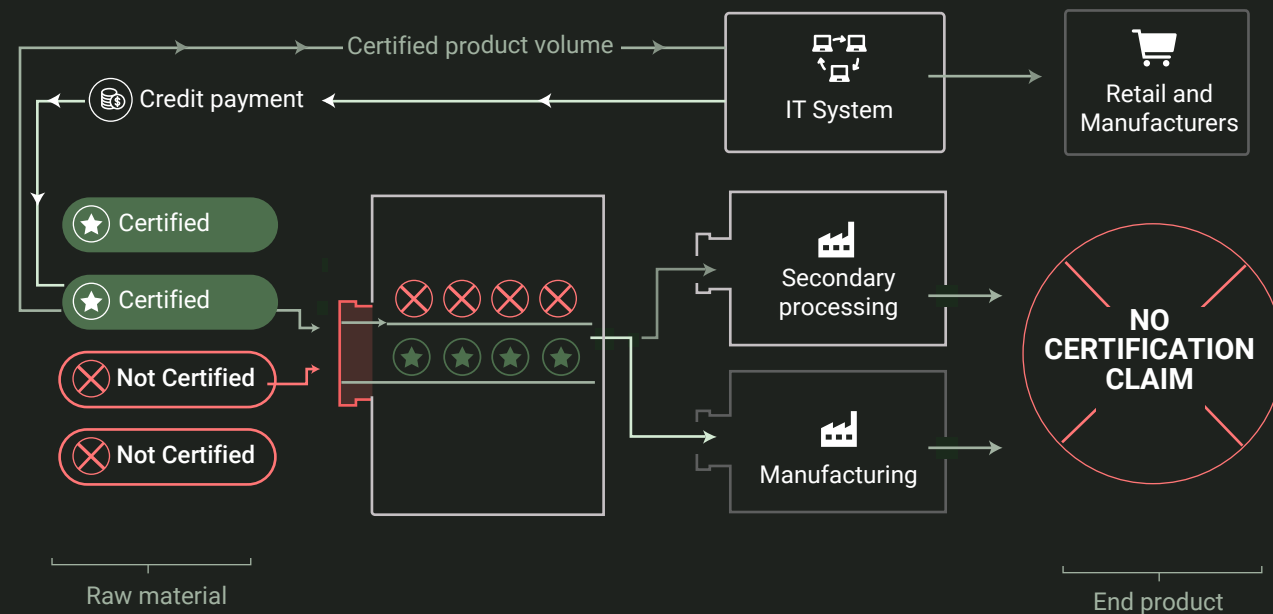 Certified product volume
Credit payment
IT System
Retail and
Manufacturers
Certified
Certified
Not Certified
Not Certified
Secondary
processing
Manufacturing
NO
CERTIFICATION
CLAIM
Raw material
End product